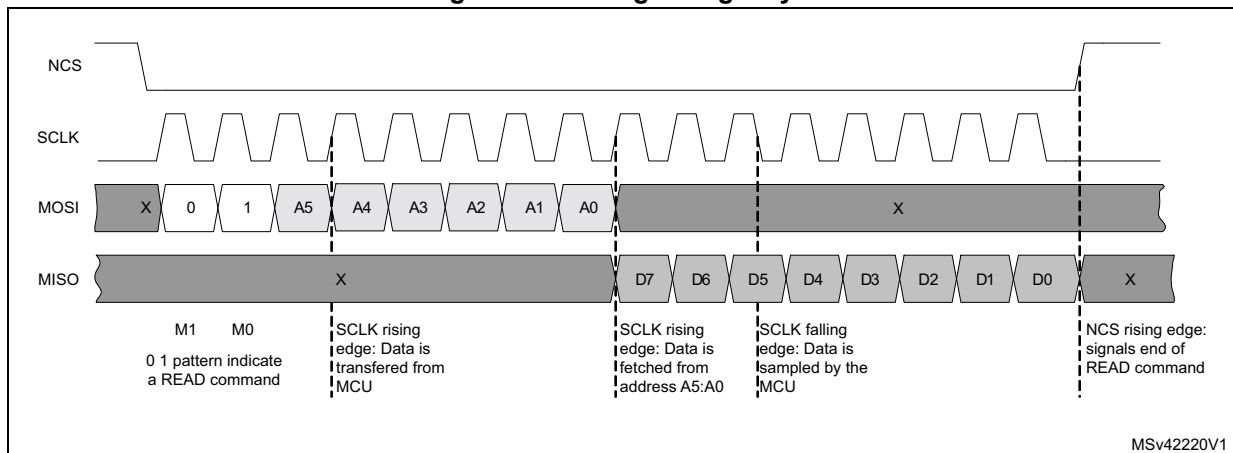 NCS
SCLK
MOSI X 0 1 A5 A4 A3 A2 A1 A0 X
MISO X D7 D6 D5 D4 D3 D2 D1 D0 X
M1 M0
0 1 pattern indicate
a READ command
SCLK rising
edge: Data is
transfered from
MCU
SCLK rising
edge: Data is
fetched from
address A5:A0
SCLK falling
edge: Data is
sampled by the
MCU
NCS rising edge:
signals end of
READ command
MSv42220V1